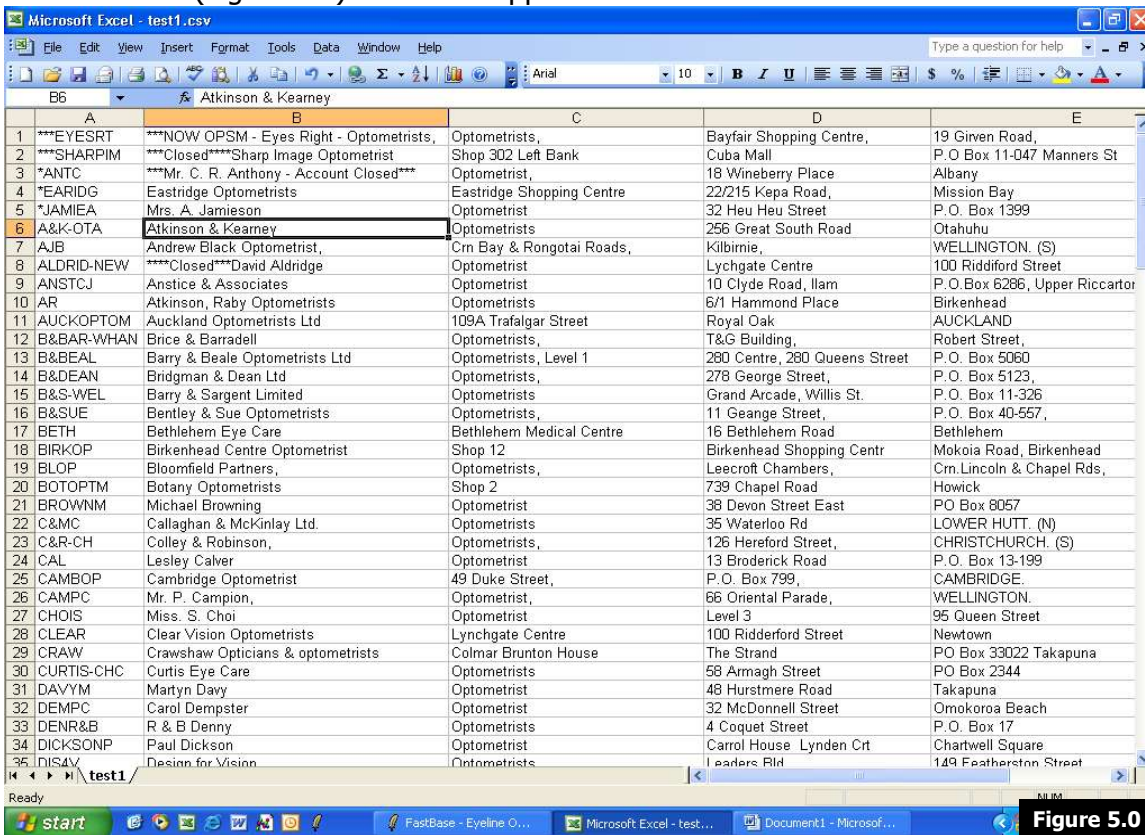 Microsoft Excel - test1.csv
File Edit View Insert Format Tools Data Window Help Type a question for help
Arial 10 B I U $ %
B6 fx Atkinson & Kearney
A B C D E
1 ***EYESRT ***NOW OPSM - Eyes Right - Optometrists, Optometrists, Bayfair Shopping Centre, 19 Girven Road,
2 ***SHARPIM ***Closed****Sharp Image Optometrist Shop 302 Left Bank Cuba Mall P.O Box 11-047 Manners St
3 *ANTC ***Mr. C. R. Anthony - Account Closed*** Optometrist, 18 Wineberry Place Albany
4 *EARIDG Eastridge Optometrists Eastridge Shopping Centre 22/215 Kepa Road, Mission Bay
5 *JAMIEA Mrs. A. Jamieson Optometrist 32 Heu Heu Street P.O. Box 1399
6 A&K-OTA Atkinson & Kearney Optometrists 256 Great South Road Otahuhu
7 AJB Andrew Black Optometrist, Crn Bay & Rongotai Roads, Kilbirnie, WELLINGTON. (S)
8 ALDRID-NEW ****Closed***David Aldridge Optometrist Lychgate Centre 100 Riddiford Street
9 ANSTCJ Anstice & Associates Optometrist 10 Clyde Road, Ilam P.O.Box 6286, Upper Riccarton
10 AR Atkinson, Raby Optometrists Optometrists 6/1 Hammond Place Birkenhead
11 AUCKOPTOM Auckland Optometrists Ltd 109A Trafalgar Street Royal Oak AUCKLAND
12 B&BAR-WHAN Brice & Barradell Optometrists, T&G Building, Robert Street,
13 B&BEAL Barry & Beale Optometrists Ltd Optometrists, Level 1 280 Centre, 280 Queens Street P.O. Box 5060
14 B&DEAN Bridgman & Dean Ltd Optometrists, 278 George Street, P.O. Box 5123,
15 B&S-WEL Barry & Sargent Limited Optometrists Grand Arcade, Willis St. P.O. Box 11-326
16 B&SUE Bentley & Sue Optometrists Optometrists, 11 Geange Street, P.O. Box 40-557,
17 BETH Bethlehem Eye Care Bethlehem Medical Centre 16 Bethlehem Road Bethlehem
18 BIRKOP Birkenhead Centre Optometrist Shop 12 Birkenhead Shopping Centr Mokoia Road, Birkenhead
19 BLOP Bloomfield Partners, Optometrists, Leecroft Chambers, Crn.Lincoln & Chapel Rds,
20 BOTOPTM Botany Optometrists Shop 2 739 Chapel Road Howick
21 BROWNM Michael Browning Optometrist 38 Devon Street East PO Box 8057
22 C&MC Callaghan & McKinlay Ltd. Optometrists 35 Waterloo Rd LOWER HUTT. (N)
23 C&R-CH Colley & Robinson, Optometrists, 126 Hereford Street, CHRISTCHURCH. (S)
24 CAL Lesley Calver Optometrist 13 Broderick Road P.O. Box 13-199
25 CAMBOP Cambridge Optometrist 49 Duke Street, P.O. Box 799, CAMBRIDGE.
26 CAMPC Mr. P. Campion, Optometrist, 66 Oriental Parade, WELLINGTON.
27 CHOIS Miss. S. Choi Optometrist Level 3 95 Queen Street
28 CLEAR Clear Vision Optometrists Lynchgate Centre 100 Ridderford Street Newtown
29 CRAW Crawshaw Opticians & optometrists Colmar Brunton House The Strand PO Box 33022 Takapuna
30 CURTIS-CHC Curtis Eye Care Optometrist 58 Armagh Street PO Box 2344
31 DAVYM Martyn Davy Optometrist 48 Hurstmere Road Takapuna
32 DEMPC Carol Dempster Optometrist 32 McDonnell Street Omokoroa Beach
33 DENR&B R & B Denny Optometrists 4 Coquet Street P.O. Box 17
34 DICKSONP Paul Dickson Optometrist Carrol House Lynden Crt Chartwell Square
35 DIS4V Design for Vision Optometrists Leaders Bld 149 Featherston Street
test1
Ready NUM
start FastBase - Eyeline O... Microsoft Excel - test... Document1 - Microsof...
Figure 5.0